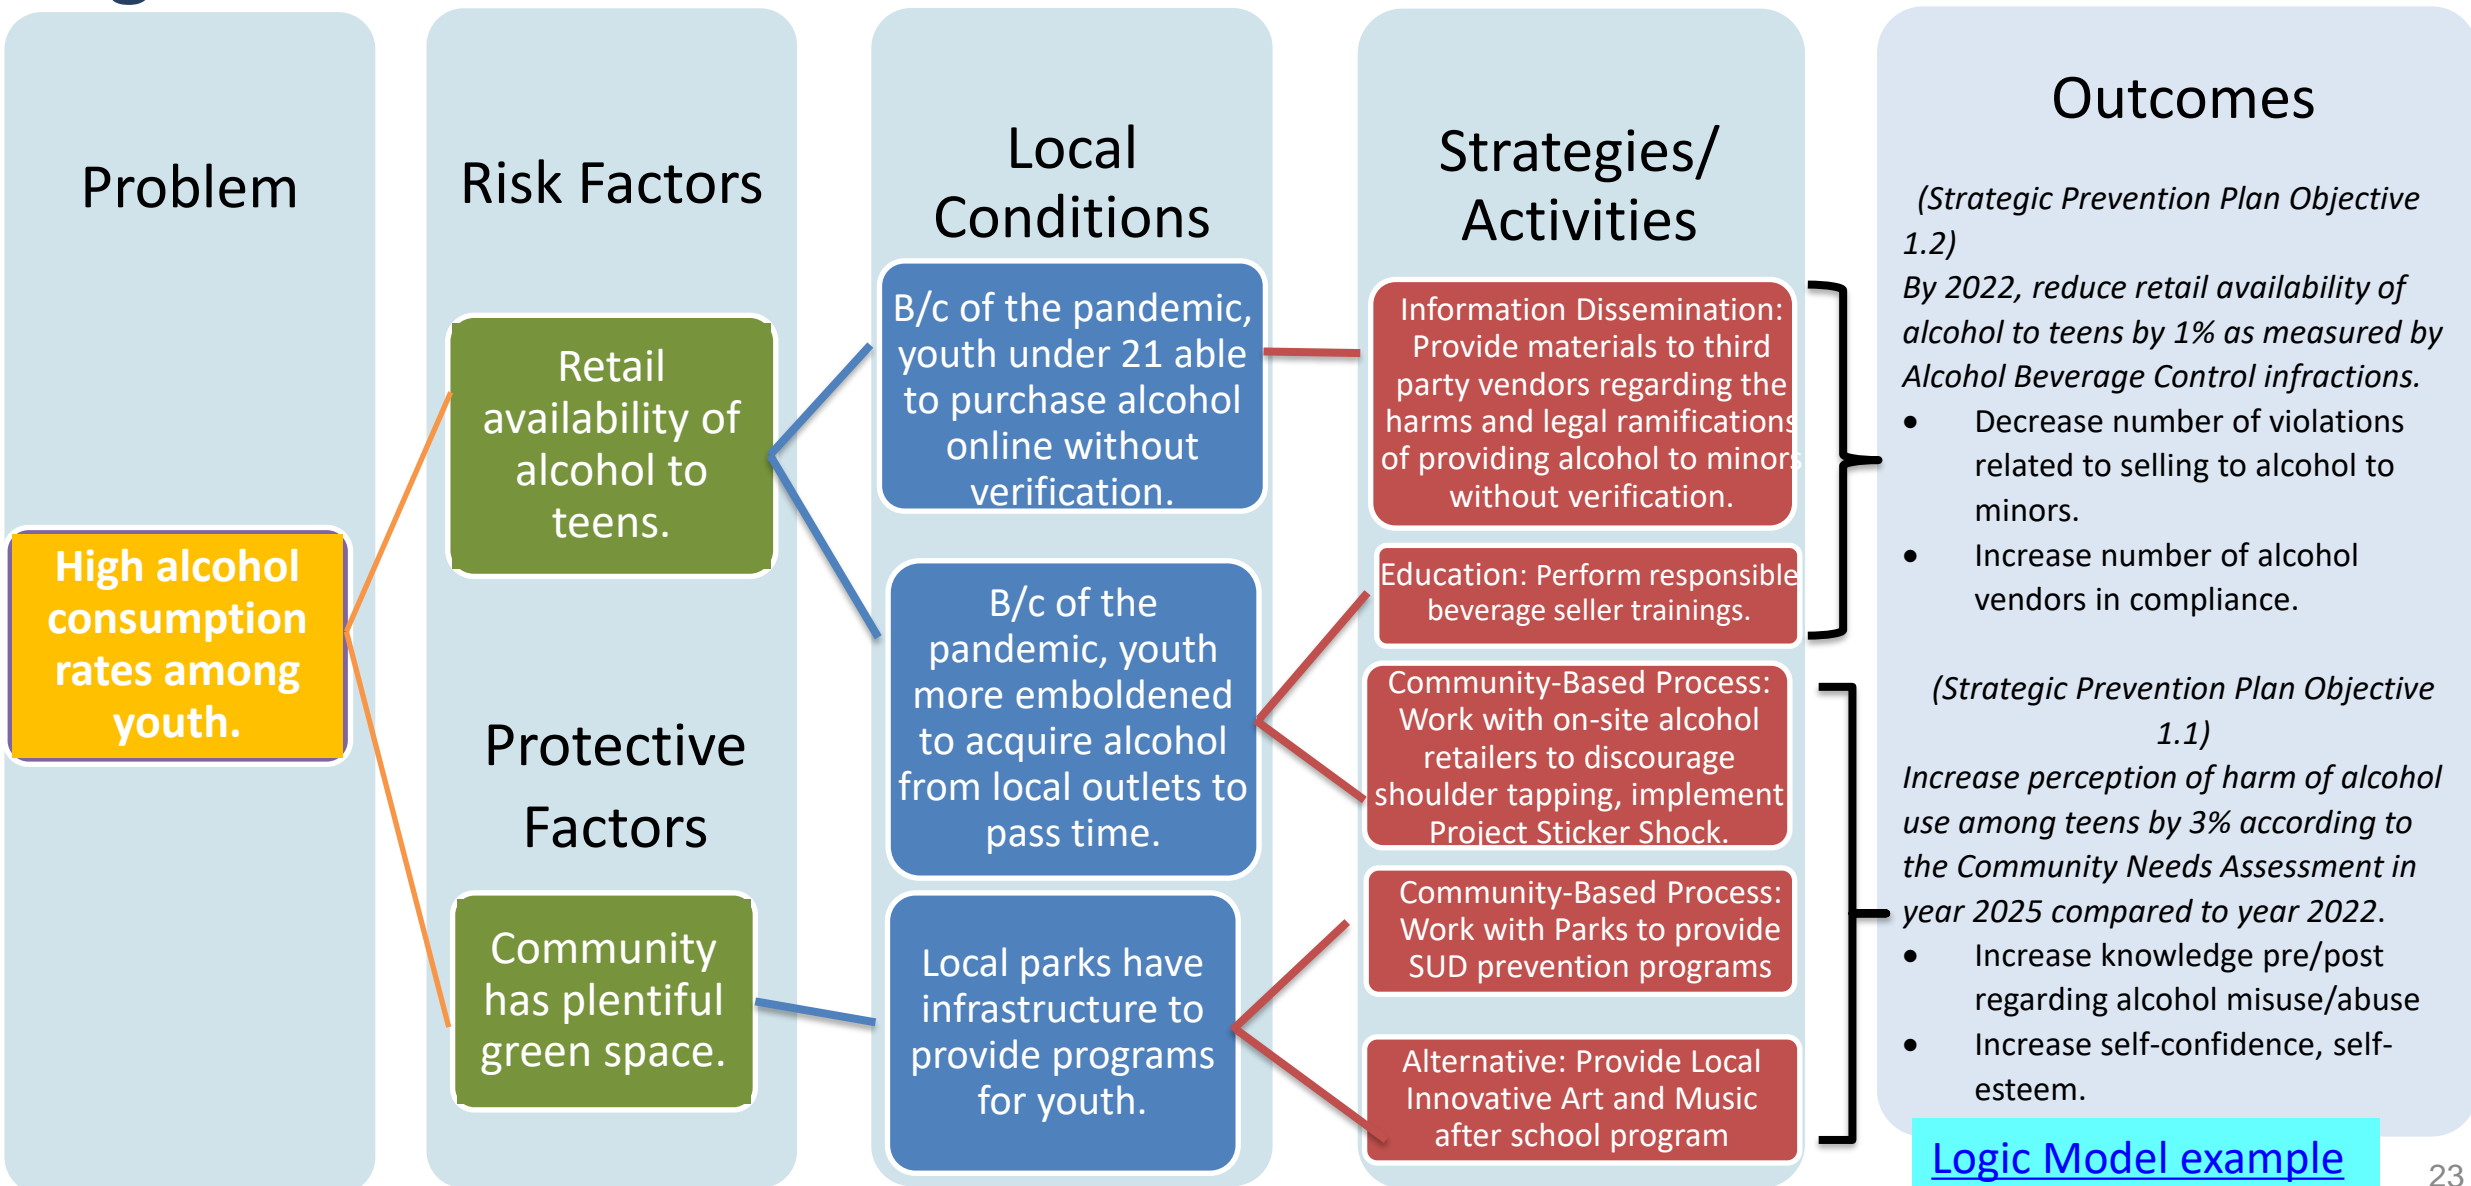 Problem
High alcohol
consumption
rates among
youth.
Risk Factors
Retail
availability of
alcohol to
teens.
Protective
Factors
Community
has plentiful
green space.
Local
Conditions
B/c of the pandemic,
youth under 21 able
to purchase alcohol
online without
verification.
B/c of the
pandemic, youth
more emboldened
to acquire alcohol
from local outlets to
pass time.
Local parks have
infrastructure to
provide programs
for youth.
Strategies/
Activities
Information Dissemination:
Provide materials to third
party vendors regarding the
harms and legal ramifications
of providing alcohol to minors
without verification.
Education: Perform responsible
beverage seller trainings.
Community-Based Process:
Work with on-site alcohol
retailers to discourage
shoulder tapping, implement
Project Sticker Shock.
Community-Based Process:
Work with Parks to provide
SUD prevention programs
Alternative: Provide Local
Innovative Art and Music
after school program
Outcomes
(Strategic Prevention Plan Objective
1.2)
By 2022, reduce retail availability of
alcohol to teens by 1% as measured by
Alcohol Beverage Control infractions.
• Decrease number of violations
related to selling to alcohol to
minors.
• Increase number of alcohol
vendors in compliance.
(Strategic Prevention Plan Objective
1.1)
Increase perception of harm of alcohol
use among teens by 3% according to
the Community Needs Assessment in
year 2025 compared to year 2022.
• Increase knowledge pre/post
regarding alcohol misuse/abuse
• Increase self-confidence, self-
esteem.
Logic Model example
23